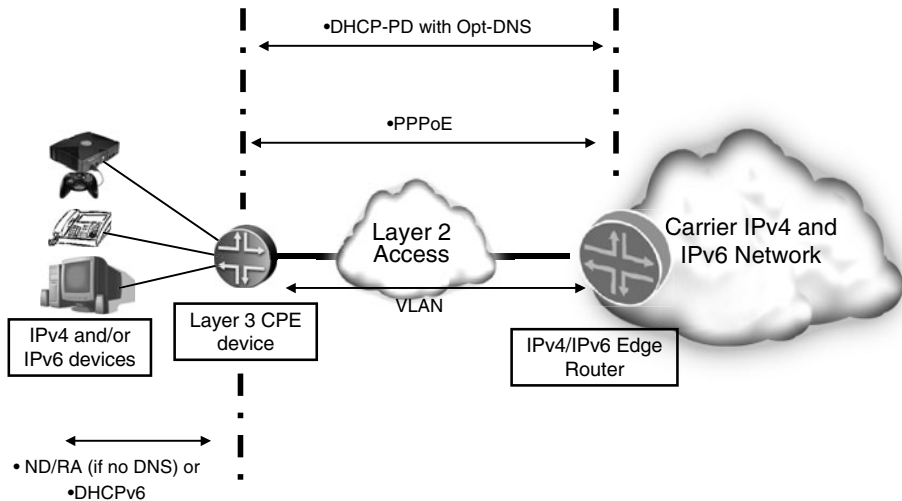 •DHCP-PD with Opt-DNS
•PPPoE
Layer 2
Access
Carrier IPv4 and
IPv6 Network
VLAN
IPv4 and/or
IPv6 devices
Layer 3 CPE
device
IPv4/IPv6 Edge
Router
• ND/RA (if no DNS) or
•DHCPv6